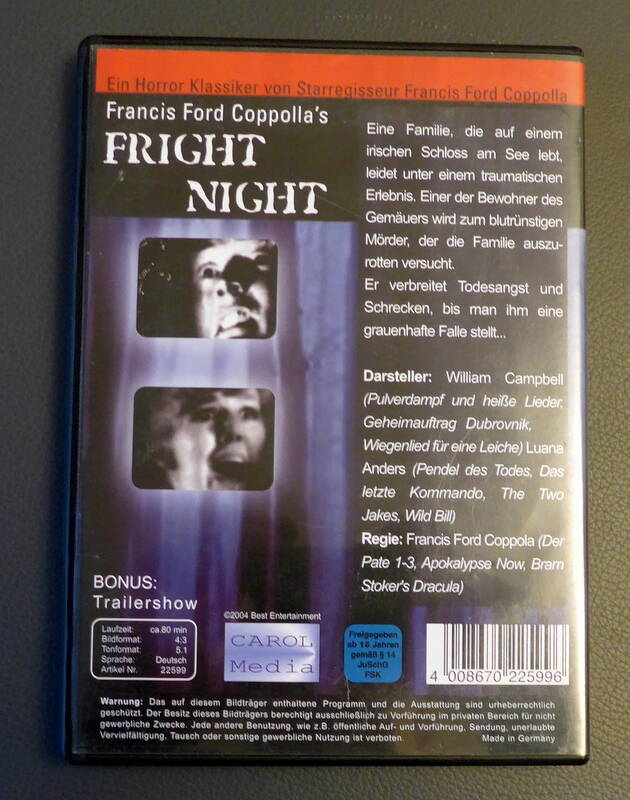 Ein Horror Klassiker von Starregisseur Francis Ford Coppolla
Francis Ford Coppolla's
FRIGHT
NIGHT
Eine Familie, die auf einem
irischen Schloss am See lebt,
leidet unter einem traumatischen
Erlebnis. Einer der Bewohner des
Gemäuers wird zum blutrünstigen
Mörder, der die Familie auszu-
rotten versucht.
Er verbreitet Todesangst und
Schrecken, bis man ihm eine
grauenhafte Falle stellt...
Darsteller: William Campbell
(Pulverdampf und heiße Lieder,
Geheimauftrag Dubrovnik,
Wiegenlied für eine Leiche) Luana
Anders (Pendel des Todes, Das
letzte Kommando, The Two
Jakes, Wild Bill)
Regie: Francis Ford Coppola (Der
Pate 1-3, Apokalypse Now, Bram
Stoker's Dracula)
BONUS:
Trailershow
Laufzeit: ca.80 min
Bildformat: 4:3
Tonformat: 5.1
Sprache: Deutsch
Artikel Nr. 22599
©2004 Best Entertainment
CAROL
Media
Freigegeben
ab 16 Jahren
gemäß § 14
JuSchG
FSK
4 008670 225996
Warnung: Das auf diesem Bildträger enthaltene Programm und die Ausstattung sind urheberrechtlich
geschützt. Der Besitz dieses Bildträgers berechtigt ausschließlich zu Vorführung im privaten Bereich für nicht
gewerbliche Zwecke. Jede andere Benutzung, wie z.B. öffentliche Auf- und Vorführung, Sendung, unerlaubte
Vervielfältigung, Tausch oder sonstige gewerbliche Nutzung ist verboten.
Made in Germany